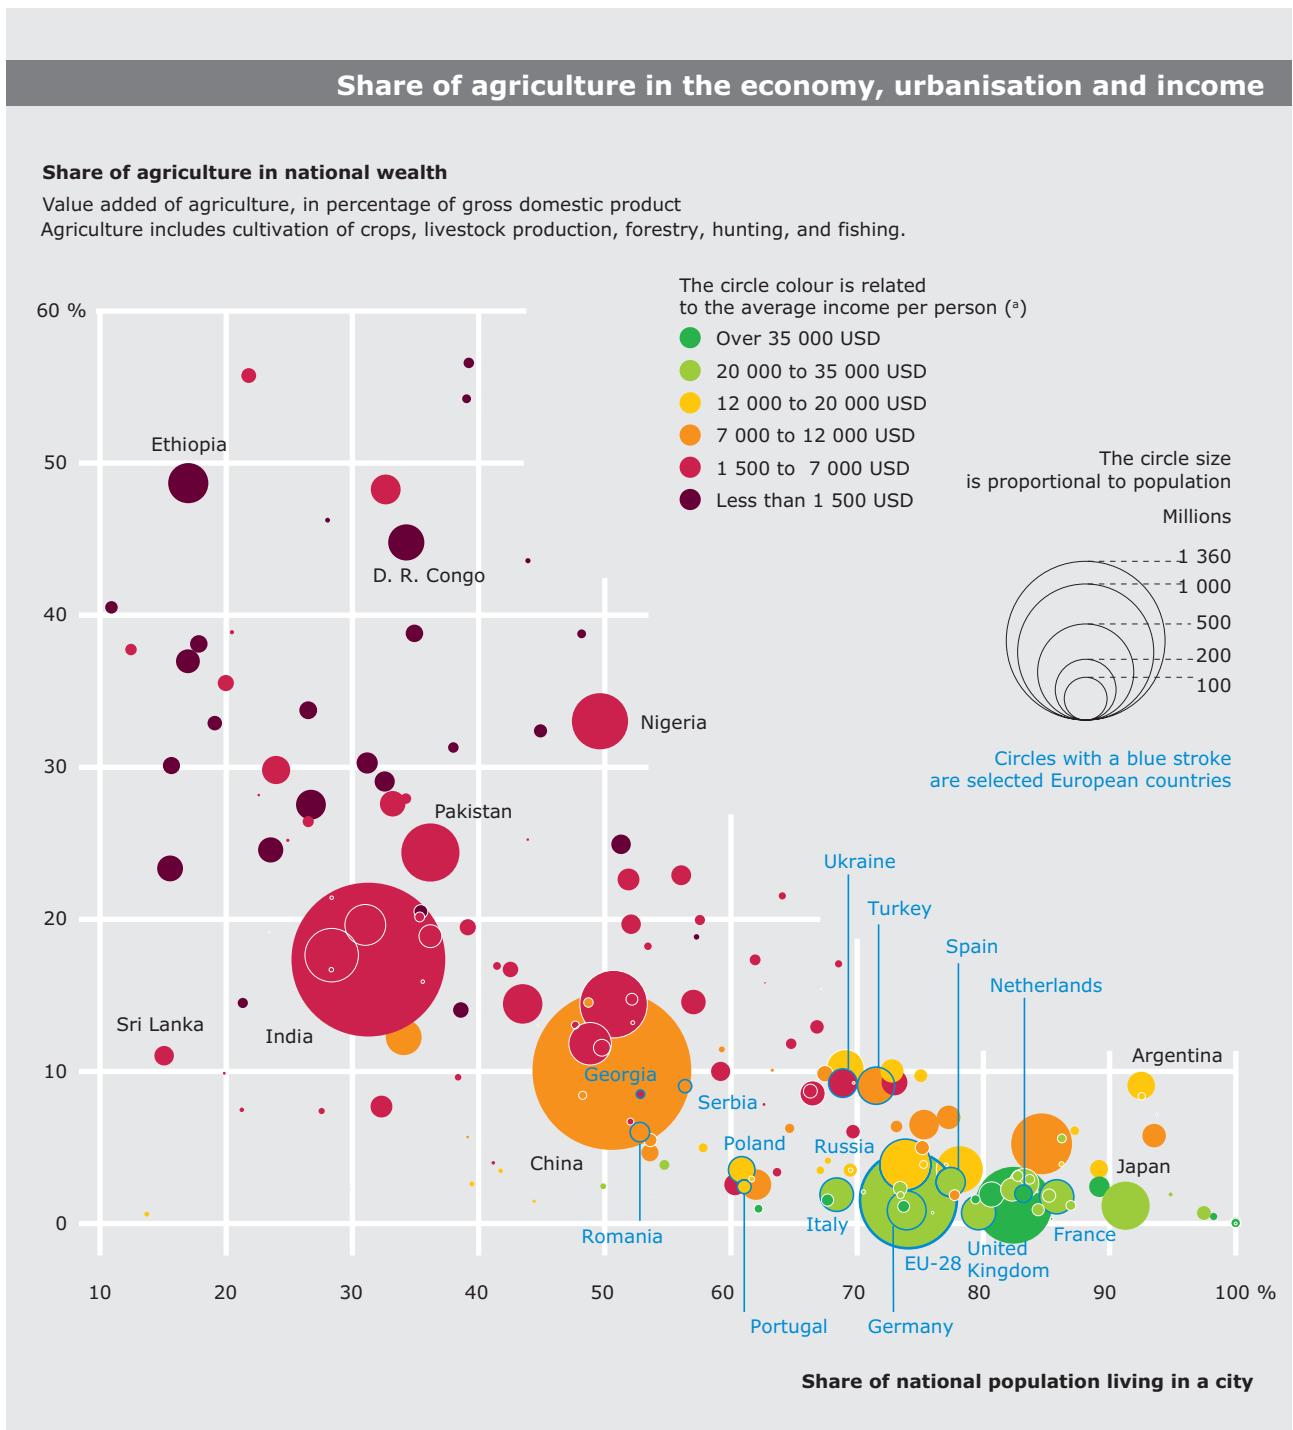 Share of agriculture in the economy, urbanisation and income
Share of agriculture in national wealth
Value added of agriculture, in percentage of gross domestic product
Agriculture includes cultivation of crops, livestock production, forestry, hunting, and fishing.
The circle colour is related
to the average income per person (a)
Over 35 000 USD
20 000 to 35 000 USD
12 000 to 20 000 USD
7 000 to 12 000 USD
1 500 to 7 000 USD
Less than 1 500 USD
The circle size
is proportional to population
Millions
1 360
1 000
500
200
100
Circles with a blue stroke
are selected European countries
60 %
50
40
30
20
10
0
Ethiopia
D. R. Congo
Nigeria
Pakistan
Ukraine
Turkey
Spain
Netherlands
Sri Lanka
India
Argentina
Georgia
Serbia
Poland
Russia
China
Japan
Romania
Italy
France
EU-28
United
Kingdom
10
20
30
40
50
60
70
80
90
100 %
Portugal
Germany
Share of national population living in a city